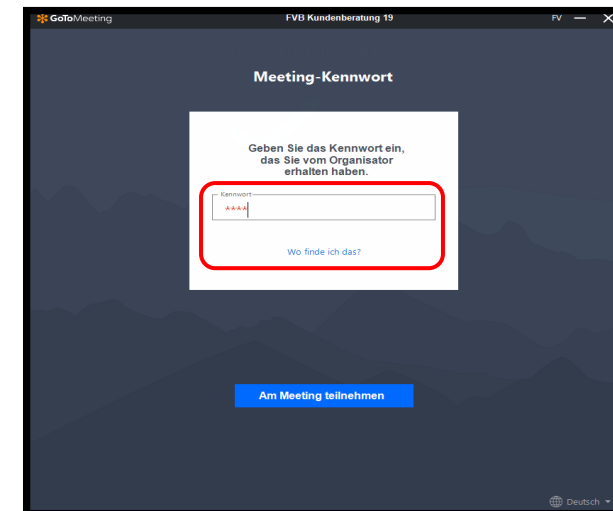 GoToMeeting FVB Kundenberatung 19 FV
Meeting-Kennwort
Geben Sie das Kennwort ein,
das Sie vom Organisator
erhalten haben.
Kennwort
****
Wo finde ich das?
Am Meeting teilnehmen
Deutsch